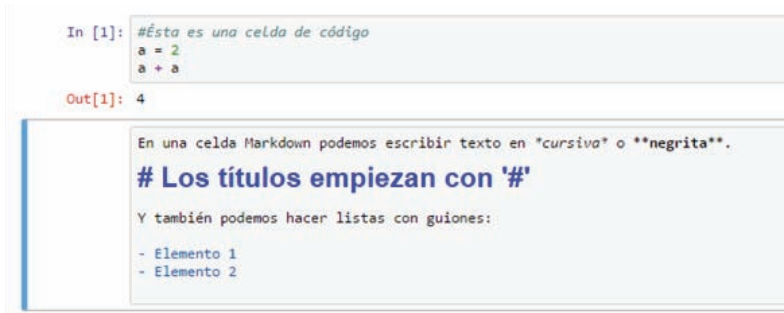 In [1]: #Ésta es una celda de código
a = 2
a + a
Out[1]: 4
En una celda Markdown podemos escribir texto en *cursiva* o **negrita**.
# Los títulos empiezan con '#'
Y también podemos hacer listas con guiones:
- Elemento 1
- Elemento 2